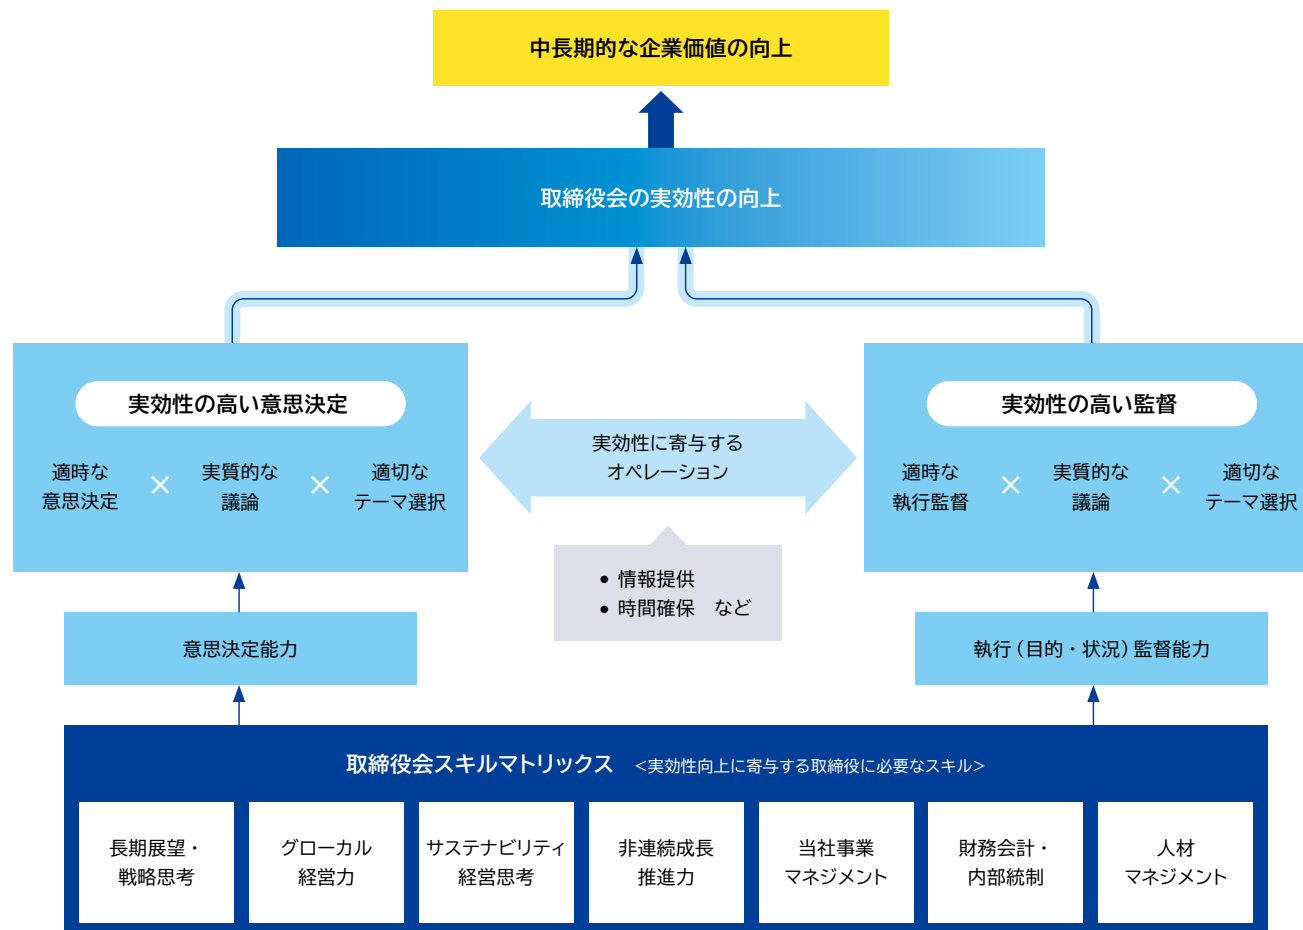 中長期的な企業価値の向上
取締役会の実効性の向上
実効性の高い意思決定
適時な
意思決定
×
実質的な
議論
×
適切な
テーマ選択
実効性に寄与する
オペレーション
• 情報提供
• 時間確保　など
実効性の高い監督
適時な
執行監督
×
実質的な
議論
×
適切な
テーマ選択
意思決定能力
執行（目的・状況）監督能力
取締役会スキルマトリックス　<実効性向上に寄与する取締役に必要なスキル>
長期展望・
戦略思考
グローカル
経営力
サステナビリティ
経営思考
非連続成長
推進力
当社事業
マネジメント
財務会計・
内部統制
人材
マネジメント